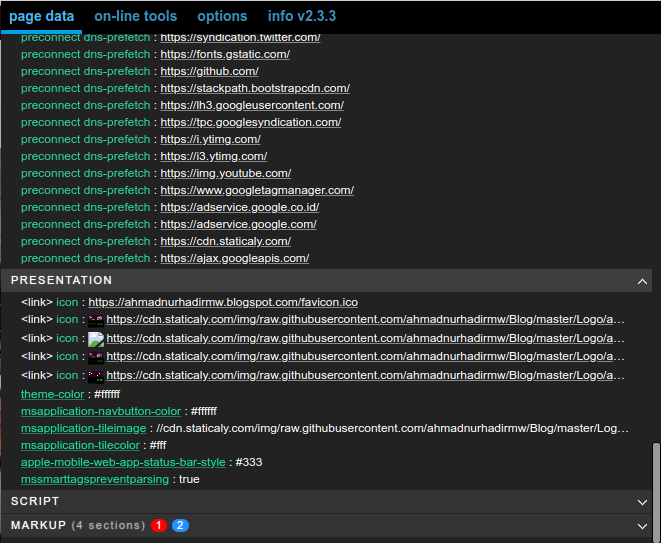 page data on-line tools options info v2.3.3
preconnect dns-prefetch : https://syndication.twitter.com/
preconnect dns-prefetch : https://fonts.gstatic.com/
preconnect dns-prefetch : https://github.com/
preconnect dns-prefetch : https://stackpath.bootstrapcdn.com/
preconnect dns-prefetch : https://lh3.googleusercontent.com/
preconnect dns-prefetch : https://tpc.googlesyndication.com/
preconnect dns-prefetch : https://i.ytimg.com/
preconnect dns-prefetch : https://i3.ytimg.com/
preconnect dns-prefetch : https://img.youtube.com/
preconnect dns-prefetch : https://www.googletagmanager.com/
preconnect dns-prefetch : https://adservice.google.co.id/
preconnect dns-prefetch : https://adservice.google.com/
preconnect dns-prefetch : https://cdn.staticaly.com/
preconnect dns-prefetch : https://ajax.googleapis.com/
PRESENTATION
<link> icon : https://ahmadnurhadirmw.blogspot.com/favicon.ico
<link> icon : https://cdn.staticaly.com/img/raw.githubusercontent.com/ahmadnurhadirmw/Blog/master/Logo/a...
<link> icon : https://cdn.staticaly.com/img/raw.githubusercontent.com/ahmadnurhadirmw/Blog/master/Logo/a...
<link> icon : https://cdn.staticaly.com/img/raw.githubusercontent.com/ahmadnurhadirmw/Blog/master/Logo/a...
<link> icon : https://cdn.staticaly.com/img/raw.githubusercontent.com/ahmadnurhadirmw/Blog/master/Logo/a...
theme-color : #ffffff
msapplication-navbutton-color : #ffffff
msapplication-tileimage : //cdn.staticaly.com/img/raw.githubusercontent.com/ahmadnurhadirmw/Blog/master/Log...
msapplication-tilecolor : #fff
apple-mobile-web-app-status-bar-style : #333
mssmarttagspreventparsing : true
SCRIPT
MARKUP (4 sections) 1 2